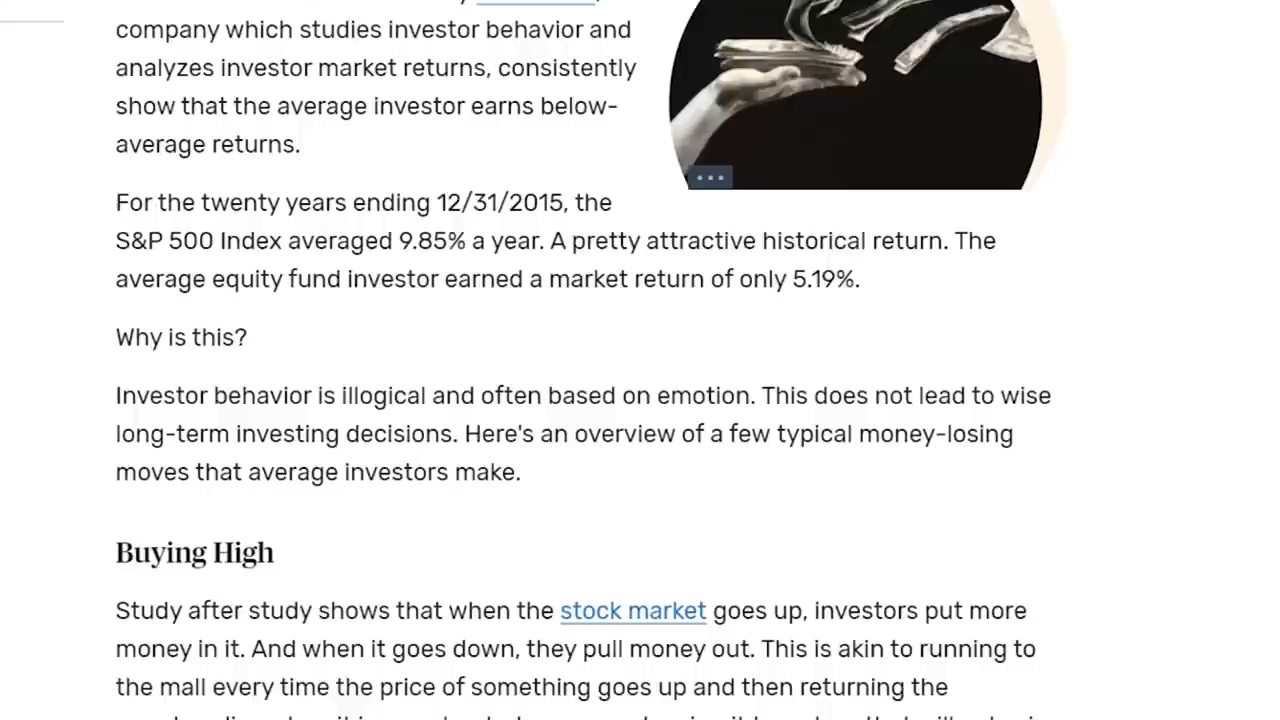 company which studies investor behavior and
analyzes investor market returns, consistently
show that the average investor earns below-
average returns.
For the twenty years ending 12/31/2015, the
S&P 500 Index averaged 9.85% a year. A pretty attractive historical return. The
average equity fund investor earned a market return of only 5.19%.
Why is this?
Investor behavior is illogical and often based on emotion. This does not lead to wise
long-term investing decisions. Here's an overview of a few typical money-losing
moves that average investors make.
Buying High
Study after study shows that when the stock market goes up, investors put more
money in it. And when it goes down, they pull money out. This is akin to running to
the mall every time the price of something goes up and then returning the